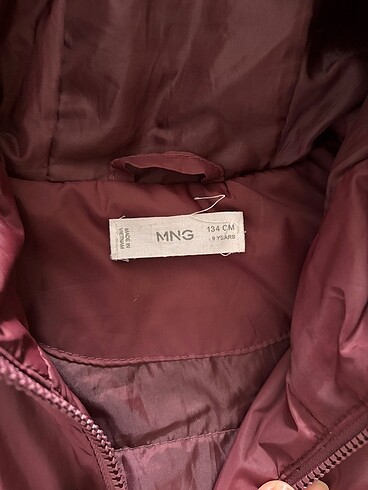 MADE IN
VIETNAM
MNG
134 CM
9 YEARS